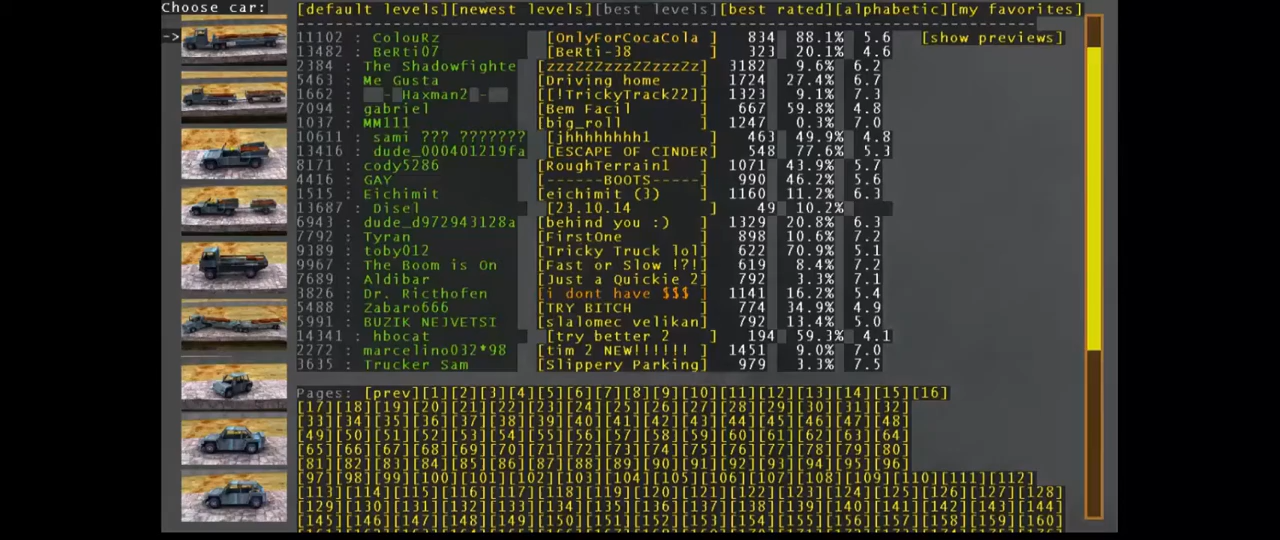 Choose car: [default levels][newest levels][best levels][best rated][alphabetic][my favorites]
->
11102 : ColouRz [OnlyForCocaCola ] 834 88.1% 5.6 [show previews]
13482 : BeRti07 [BeRti-38 ] 323 20.1% 4.6
2384 : The Shadowfighte [zzzZZZzzzZZzzzZz] 3182 9.6% 6.2
5463 : Me Gusta [Driving home ] 1724 27.4% 6.7
1662 : - Haxman2 - [[!TrickyTrack22]] 1323 9.1% 7.3
7094 : gabriel [Bem Facil ] 667 59.8% 4.8
1037 : MM111 [big_roll ] 1247 0.3% 7.0
10611 : sami ??? ??????? [jhhhhhhhh1 ] 463 49.9% 4.8
13416 : dude_000401219fa [ESCAPE OF CINDER] 548 77.6% 5.3
8171 : cody5286 [RoughTerrain1 ] 1071 43.9% 5.7
4416 : GAY [------BOOTS-----] 990 46.2% 5.6
1515 : Eichimit [eichimit (3) ] 1160 11.2% 6.3
13687 : Disel [23.10.14 ] 49 10.2%
6943 : dude_d972943128a [behind you :) ] 1329 20.8% 6.3
7792 : Tyran [FirstOne ] 898 10.6% 7.2
9389 : toby012 [Tricky Truck lol] 622 70.9% 5.1
9967 : The Boom is On [Fast or Slow !?!] 619 8.4% 7.2
7689 : Aldibar [Just a Quickie 2] 792 3.3% 7.1
3826 : Dr. Ricthofen [i dont have $$$ ] 1141 16.2% 5.4
5488 : Zabaro666 [TRY BITCH ] 774 34.9% 4.9
5991 : BUZIK NEJVETSI [slalomec velikan] 792 13.4% 5.0
14341 : hbocat [try better 2 ] 194 59.3% 4.1
2272 : marcelino032*98 [tim 2 NEW!!!!!! ] 1451 9.0% 7.0
3635 : Trucker Sam [Slippery Parking] 979 3.3% 7.5
Pages: [prev][1][2][3][4][5][6][7][8][9][10][11][12][13][14][15][16]
[17][18][19][20][21][22][23][24][25][26][27][28][29][30][31][32]
[33][34][35][36][37][38][39][40][41][42][43][44][45][46][47][48]
[49][50][51][52][53][54][55][56][57][58][59][60][61][62][63][64]
[65][66][67][68][69][70][71][72][73][74][75][76][77][78][79][80]
[81][82][83][84][85][86][87][88][89][90][91][92][93][94][95][96]
[97][98][99][100][101][102][103][104][105][106][107][108][109][110][111][112]
[113][114][115][116][117][118][119][120][121][122][123][124][125][126][127][128]
[129][130][131][132][133][134][135][136][137][138][139][140][141][142][143][144]
[145][146][147][148][149][150][151][152][153][154][155][156][157][158][159][160]